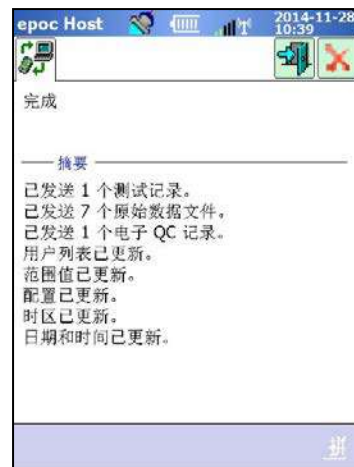 epoc Host
2014-11-28
10:39
完成
摘要
已发送 1 个测试记录。
已发送 7 个原始数据文件。
已发送 1 个电子 QC 记录。
用户列表已更新。
范围值已更新。
配置已更新。
时区已更新。
日期和时间已更新。
拼